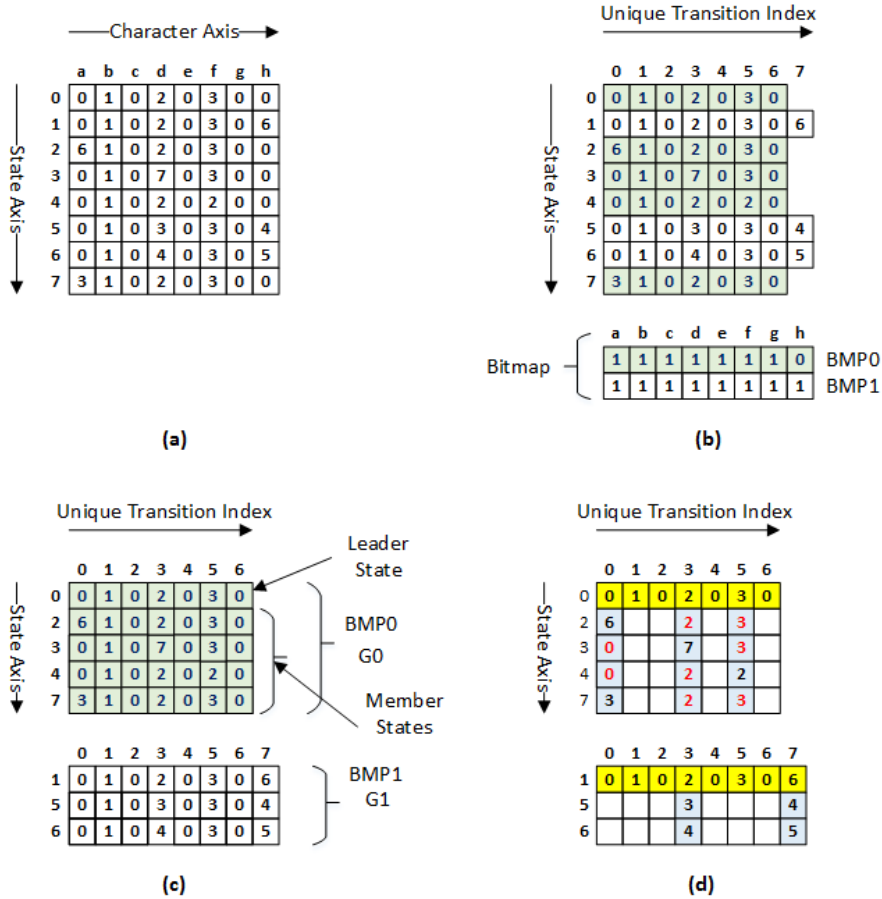 Character Axis
a b c d e f g h
0 0 1 0 2 0 3 0 0
1 0 1 0 2 0 3 0 6
2 6 1 0 2 0 3 0 0
3 0 1 0 7 0 3 0 0
4 0 1 0 2 0 2 0 0
5 0 1 0 3 0 3 0 4
6 0 1 0 4 0 3 0 5
7 3 1 0 2 0 3 0 0
State Axis
(a)
Unique Transition Index
0 1 2 3 4 5 6 7
0 0 1 0 2 0 3 0
1 0 1 0 2 0 3 0 6
2 6 1 0 2 0 3 0
3 0 1 0 7 0 3 0
4 0 1 0 2 0 2 0
5 0 1 0 3 0 3 0 4
6 0 1 0 4 0 3 0 5
7 3 1 0 2 0 3 0
State Axis
a b c d e f g h
Bitmap
1 1 1 1 1 1 1 0 BMP0
1 1 1 1 1 1 1 1 BMP1
(b)
Unique Transition Index
0 1 2 3 4 5 6
0 0 1 0 2 0 3 0
2 6 1 0 2 0 3 0
3 0 1 0 7 0 3 0
4 0 1 0 2 0 2 0
7 3 1 0 2 0 3 0
State Axis
Leader
State
BMP0
G0
Member
States
0 1 2 3 4 5 6 7
1 0 1 0 2 0 3 0 6
5 0 1 0 3 0 3 0 4
6 0 1 0 4 0 3 0 5
BMP1
G1
(c)
Unique Transition Index
0 1 2 3 4 5 6
0 0 1 0 2 0 3 0
2 6 2 3
3 0 7 3
4 0 2 2
7 3 2 3
State Axis
0 1 2 3 4 5 6 7
1 0 1 0 2 0 3 0 6
5 3 4
6 4 5
(d)